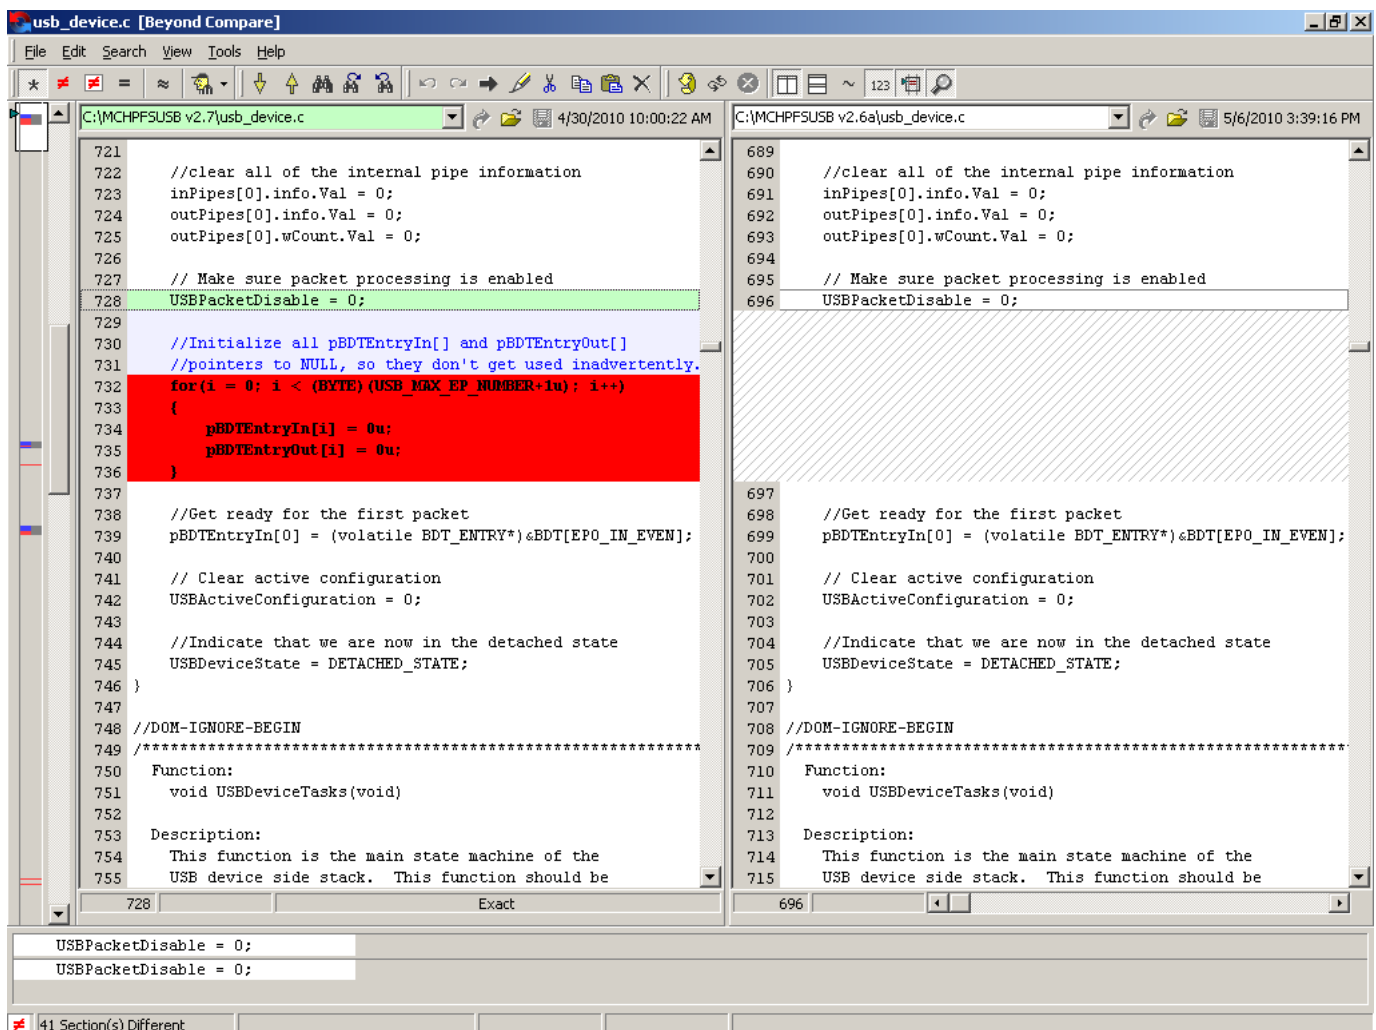 usb_device.c [Beyond Compare]
File Edit Search View Tools Help
123
C:\MCHPFSUSB v2.7\usb_device.c 4/30/2010 10:00:22 AM
721
722 //clear all of the internal pipe information
723 inPipes[0].info.Val = 0;
724 outPipes[0].info.Val = 0;
725 outPipes[0].wCount.Val = 0;
726
727 // Make sure packet processing is enabled
728 USBPacketDisable = 0;
729
730 //Initialize all pBDTEntryIn[] and pBDTEntryOut[]
731 //pointers to NULL, so they don't get used inadvertently.
732 for(i = 0; i < (BYTE)(USB_MAX_EP_NUMBER+1u); i++)
733 {
734 pBDTEntryIn[i] = 0u;
735 pBDTEntryOut[i] = 0u;
736 }
737
738 //Get ready for the first packet
739 pBDTEntryIn[0] = (volatile BDT_ENTRY*)&BDT[EP0_IN_EVEN];
740
741 // Clear active configuration
742 USBActiveConfiguration = 0;
743
744 //Indicate that we are now in the detached state
745 USBDeviceState = DETACHED_STATE;
746 }
747
748 //DOM-IGNORE-BEGIN
749 /*************************************************************
750 Function:
751 void USBDeviceTasks(void)
752
753 Description:
754 This function is the main state machine of the
755 USB device side stack. This function should be
728 Exact
C:\MCHPFSUSB v2.6a\usb_device.c 5/6/2010 3:39:16 PM
689
690 //clear all of the internal pipe information
691 inPipes[0].info.Val = 0;
692 outPipes[0].info.Val = 0;
693 outPipes[0].wCount.Val = 0;
694
695 // Make sure packet processing is enabled
696 USBPacketDisable = 0;
697
698 //Get ready for the first packet
699 pBDTEntryIn[0] = (volatile BDT_ENTRY*)&BDT[EP0_IN_EVEN];
700
701 // Clear active configuration
702 USBActiveConfiguration = 0;
703
704 //Indicate that we are now in the detached state
705 USBDeviceState = DETACHED_STATE;
706 }
707
708 //DOM-IGNORE-BEGIN
709 /*************************************************************
710 Function:
711 void USBDeviceTasks(void)
712
713 Description:
714 This function is the main state machine of the
715 USB device side stack. This function should be
696
USBPacketDisable = 0;
USBPacketDisable = 0;
41 Section(s) Different